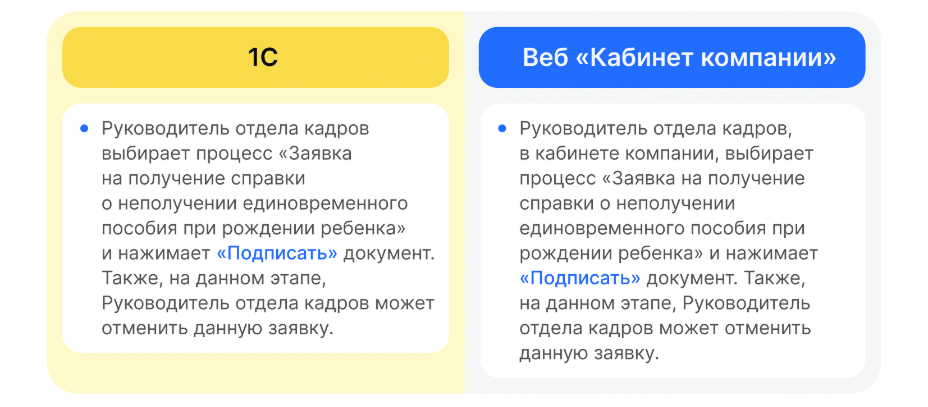 1С
Руководитель отдела кадров
выбирает процесс «Заявка
на получение справки
о неполучении единовременного
пособия при рождении ребенка»
и нажимает «Подписать» документ.
Также, на данном этапе,
Руководитель отдела кадров может
отменить данную заявку.
Веб «Кабинет компании»
Руководитель отдела кадров,
в кабинете компании, выбирает
процесс «Заявка на получение
справки о неполучении
единовременного пособия при
рождении ребенка» и нажимает
«Подписать» документ. Также,
на данном этапе, Руководитель
отдела кадров может отменить
данную заявку.